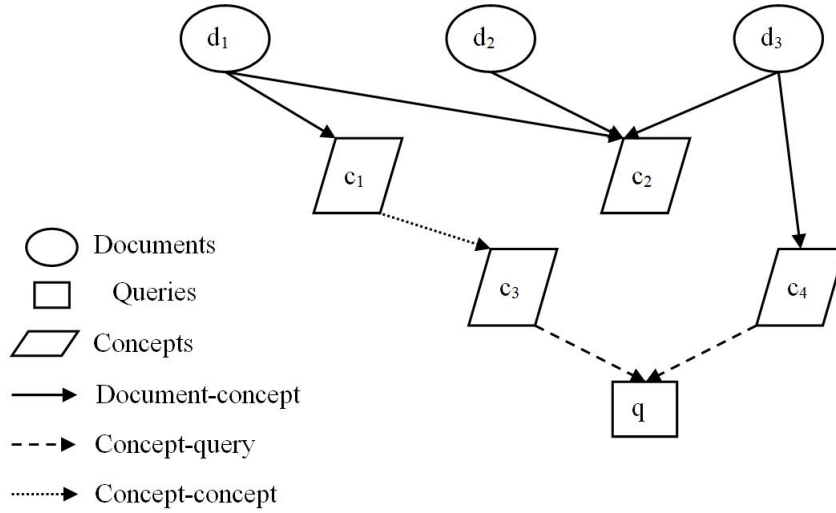 d₁ d₂ d₃
c₁ c₂
Documents
Queries
c₃ c₄
Concepts
Document-concept
q
Concept-query
Concept-concept